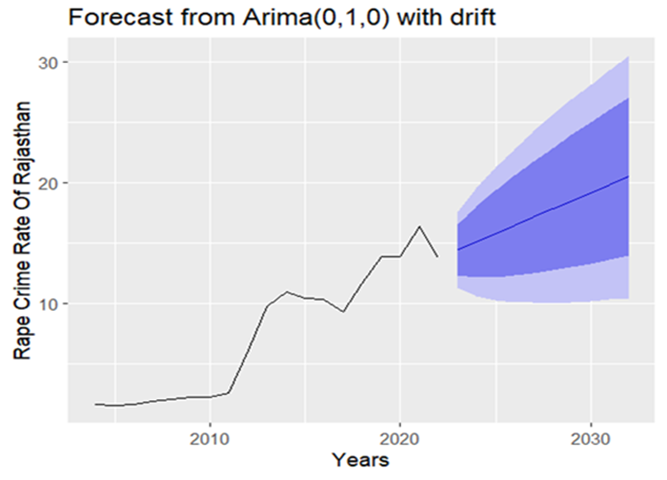 Forecast from Arima(0,1,0) with drift
Rape Crime Rate Of Rajasthan
30
20
10
2010 2020 2030
Years